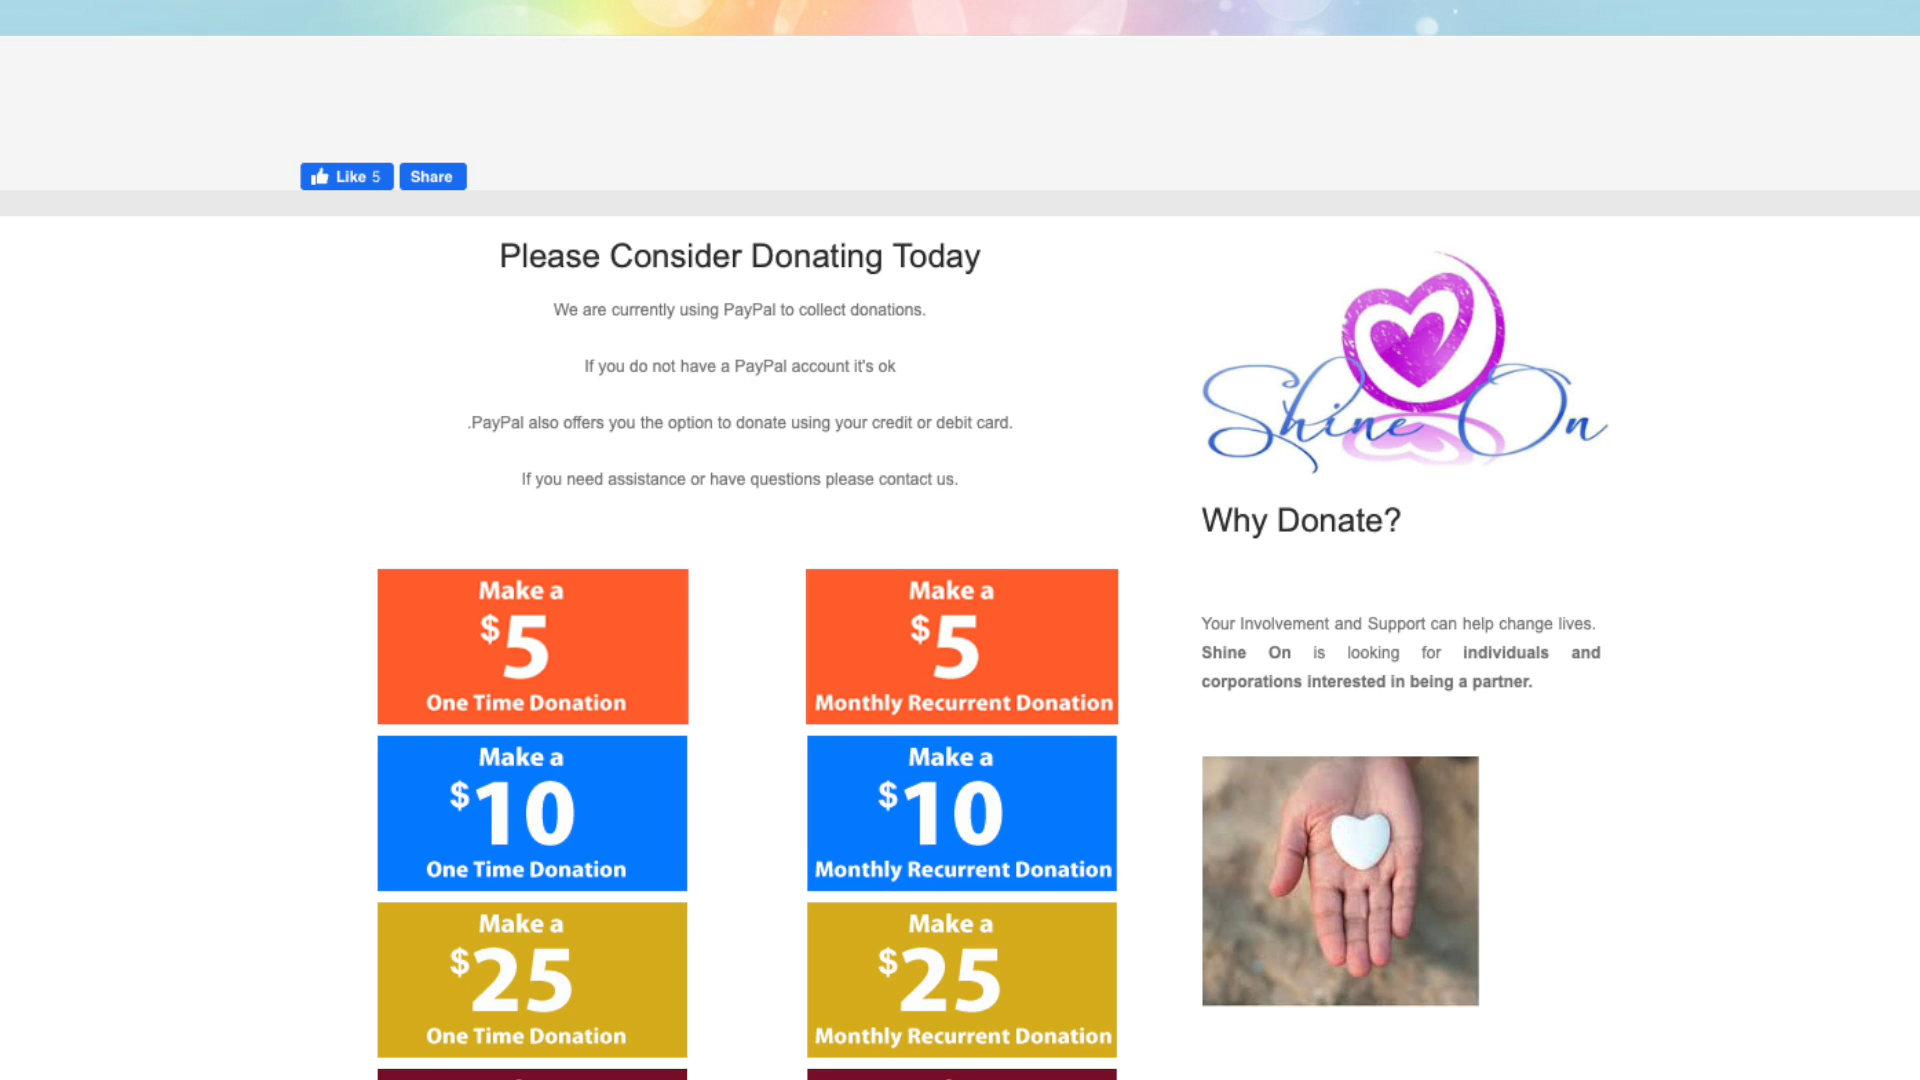 Like 5 Share
Please Consider Donating Today
We are currently using PayPal to collect donations.
If you do not have a PayPal account it's ok
.PayPal also offers you the option to donate using your credit or debit card.
If you need assistance or have questions please contact us.
Make a
$5
One Time Donation
Make a
$5
Monthly Recurrent Donation
Make a
$10
One Time Donation
Make a
$10
Monthly Recurrent Donation
Make a
$25
One Time Donation
Make a
$25
Monthly Recurrent Donation
Shine On
Why Donate?
Your Involvement and Support can help change lives.
Shine On is looking for individuals and
corporations interested in being a partner.